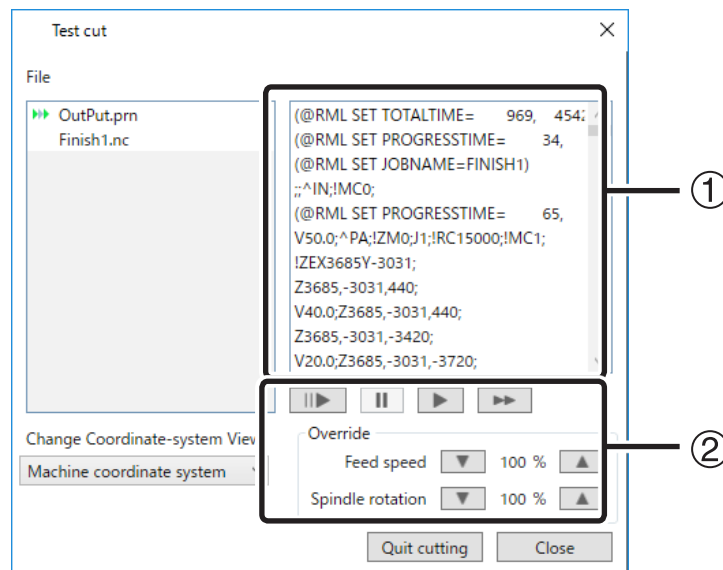 Test cut
File
OutPut.prn
Finish1.nc
(@RML SET TOTALTIME= 969, 4542
(@RML SET PROGRESSTIME= 34,
(@RML SET JOBNAME=FINISH1)
;;^IN;!MC0;
(@RML SET PROGRESSTIME= 65,
V50.0;^PA;!ZM0;J1;!RC15000;!MC1;
!ZEX3685Y-3031;
Z3685,-3031,440;
V40.0;Z3685,-3031,440;
Z3685,-3031,-3420;
V20.0;Z3685,-3031,-3720;
①
Change Coordinate-system View
Machine coordinate system
Override
Feed speed 100 %
Spindle rotation 100 %
②
Quit cutting Close